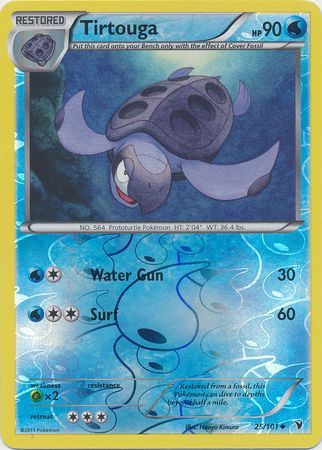 RESTORED
Tirtouga
HP 90
Put this card onto your Bench only with the effect of Cover Fossil
NO. 564 Prototurtle Pokémon HT: 2'04" WT: 36.4 lbs.
Water Gun 30
Surf 60
weakness resistance
×2
retreat
Restored from a fossil, this
Pokémon can dive to depths
beyond half a mile.
Illus. Naoyo Kimura
25/101
©2011 Pokémon